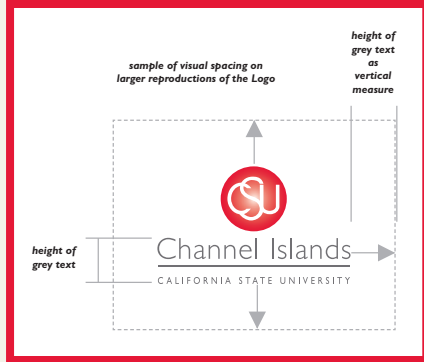 height of
grey text
as
vertical
measure
sample of visual spacing on
larger reproductions of the Logo
CSU
height of
grey text
Channel Islands
CALIFORNIA STATE UNIVERSITY